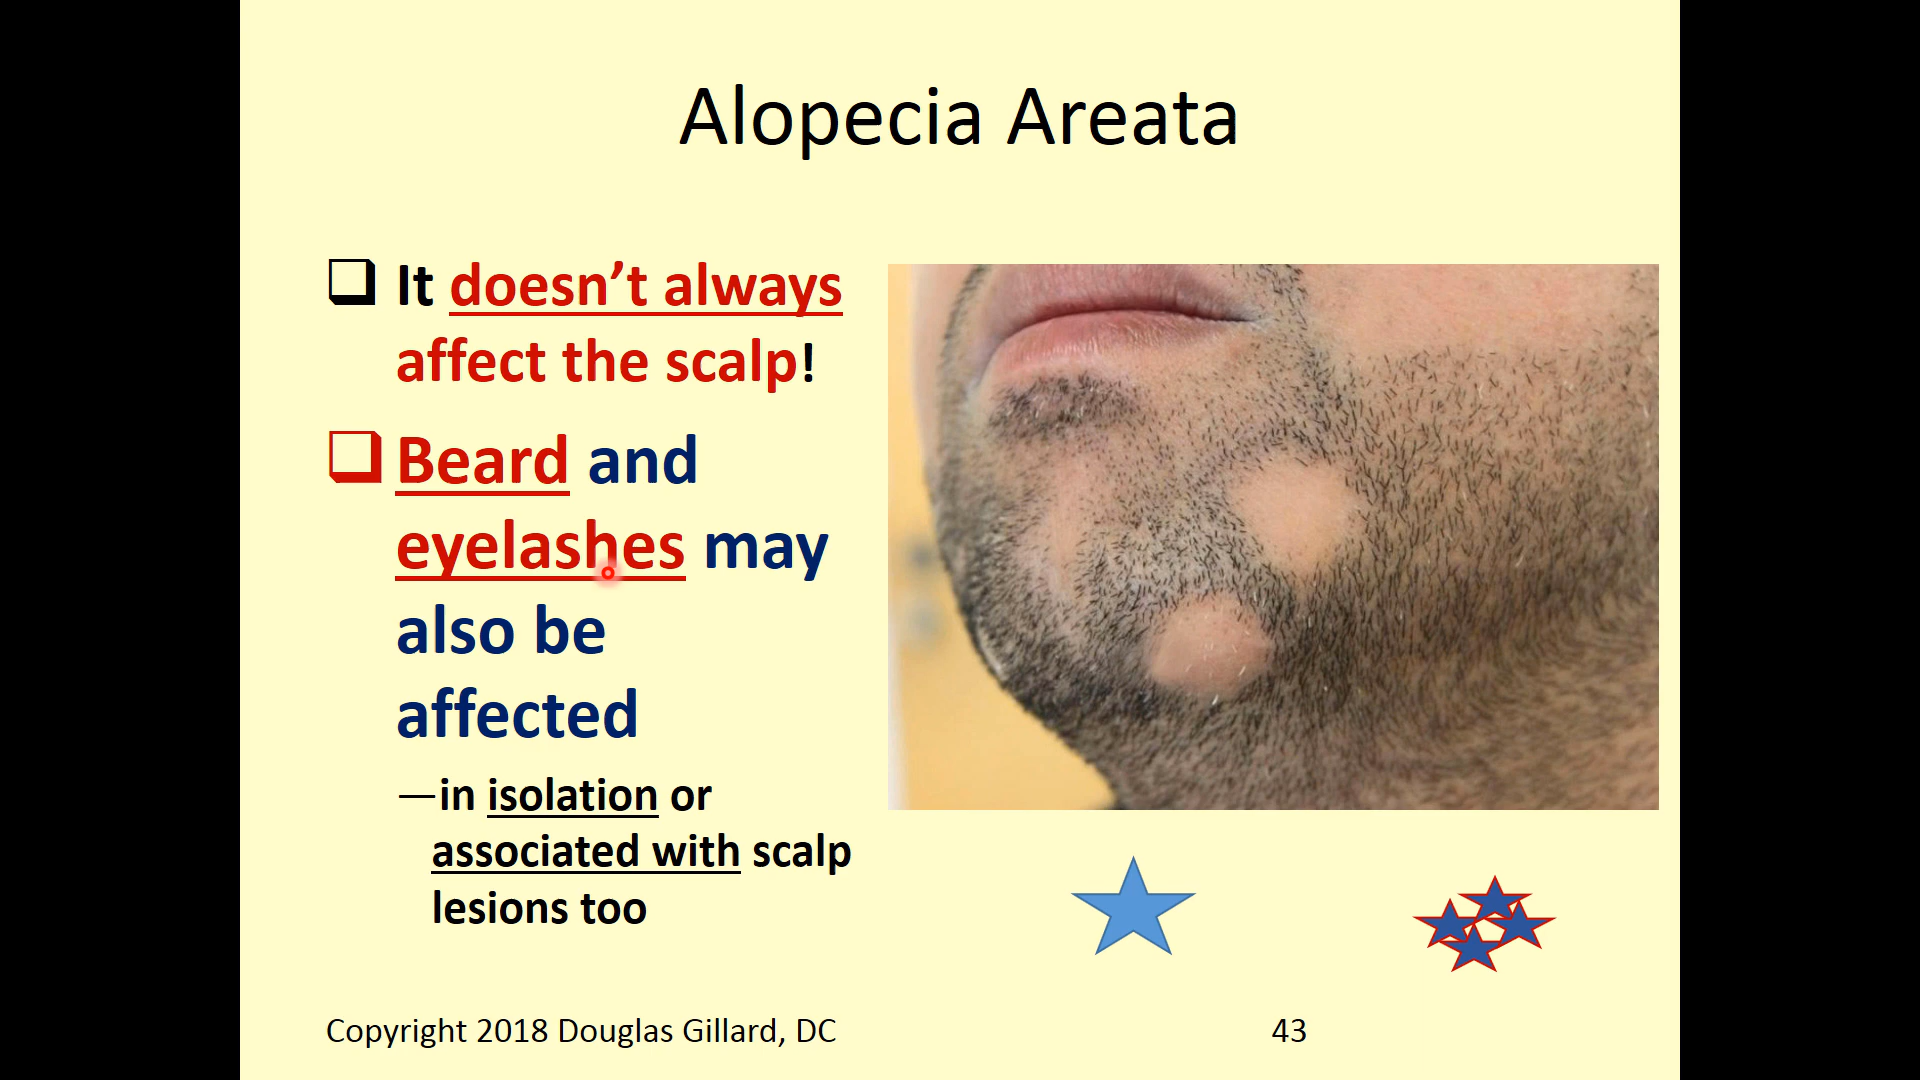 Alopecia Areata
It doesn’t always
affect the scalp!
Beard and
eyelashes may
also be
affected
—in isolation or
associated with scalp
lesions too
Copyright 2018 Douglas Gillard, DC
43